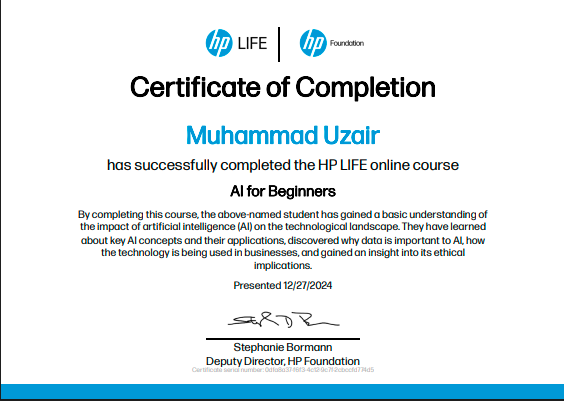 hp LIFE hp Foundation
Certificate of Completion
Muhammad Uzair
has successfully completed the HP LIFE online course
AI for Beginners
By completing this course, the above-named student has gained a basic understanding of
the impact of artificial intelligence (AI) on the technological landscape. They have learned
about key AI concepts and their applications, discovered why data is important to AI, how
the technology is being used in businesses, and gained an insight into its ethical
implications.
Presented 12/27/2024
Stephanie Bormann
Deputy Director, HP Foundation
Certificate serial number: